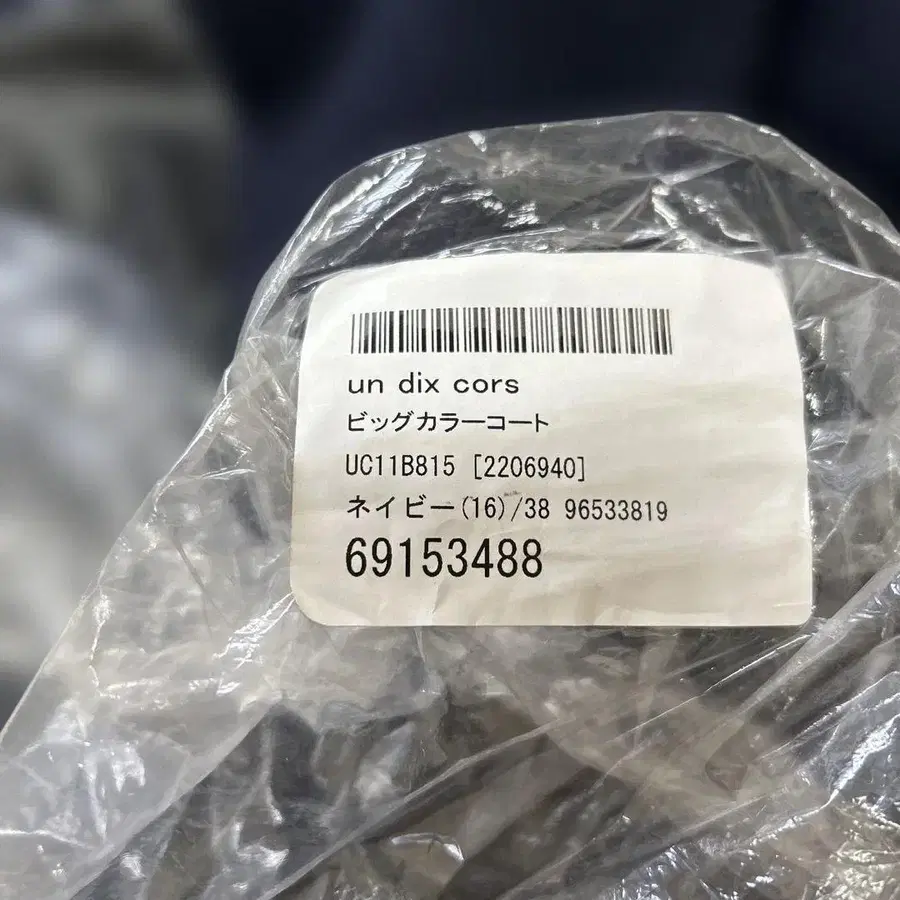 un dix cors
ビッグカラーコート
UC11B815 [2206940]
ネイビー(16)/38 96533819
69153488